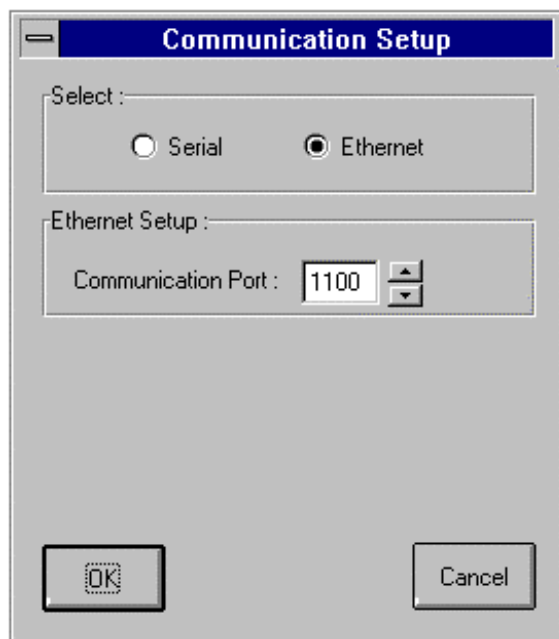 Communication Setup
Select :
Serial Ethernet
Ethernet Setup :
Communication Port : 1100
OK Cancel